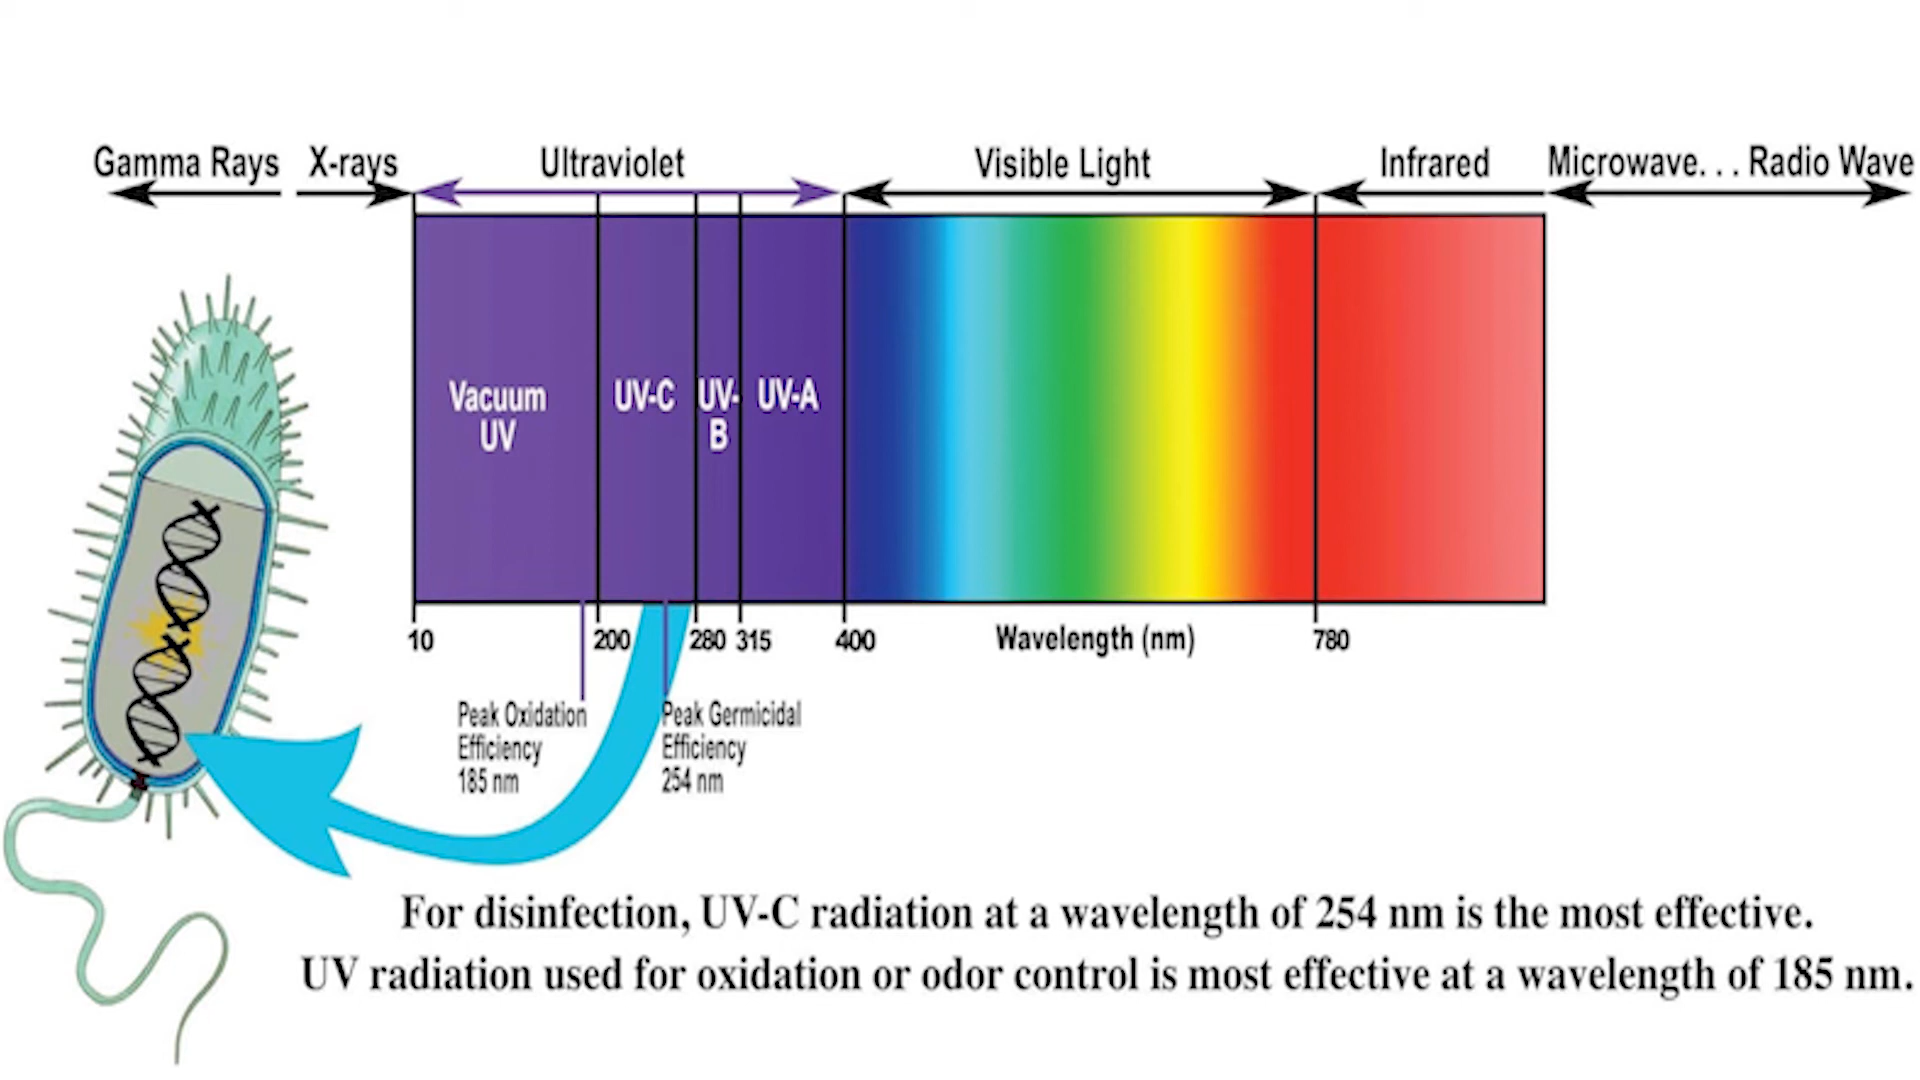 Gamma Rays X-rays Ultraviolet Visible Light Infrared Microwave. . . Radio Wave
Vacuum
UV
UV-C
UV-
B
UV-A
10 200 280 315 400 Wavelength (nm) 780
Peak Oxidation
Efficiency
185 nm
Peak Germicidal
Efficiency
254 nm
For disinfection, UV-C radiation at a wavelength of 254 nm is the most effective.
UV radiation used for oxidation or odor control is most effective at a wavelength of 185 nm.